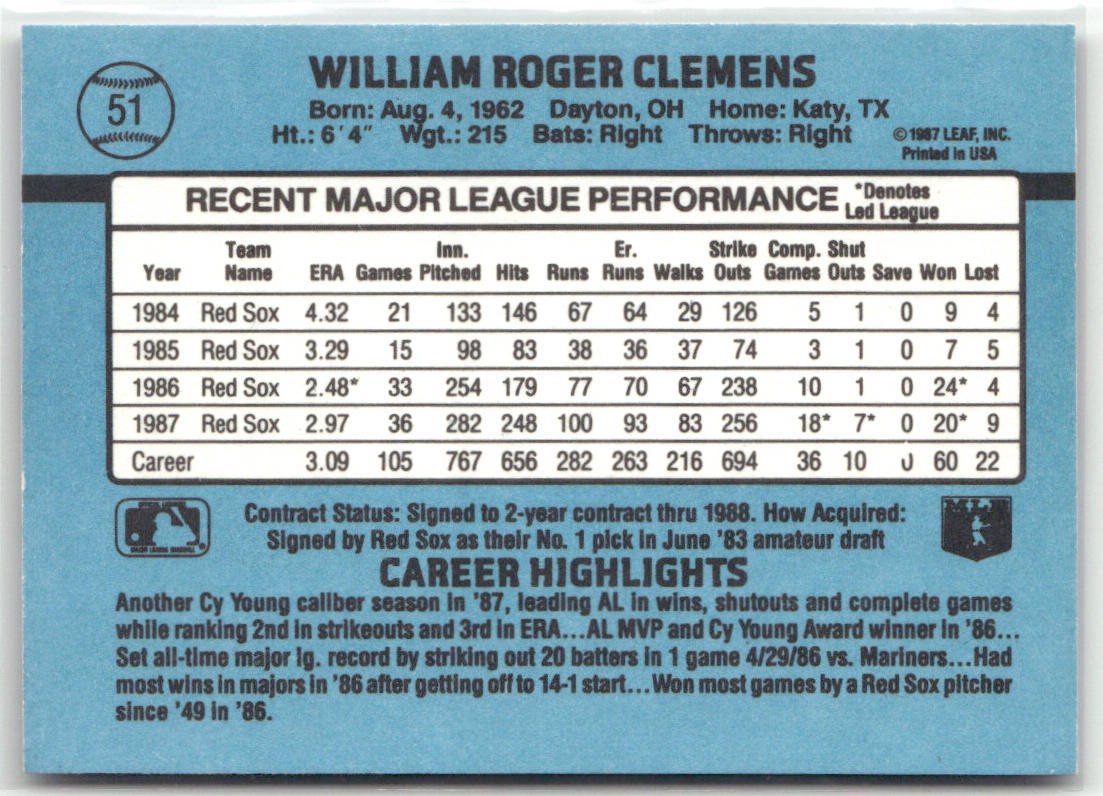 51
WILLIAM ROGER CLEMENS
Born: Aug. 4, 1962 Dayton, OH Home: Katy, TX
Ht.: 6'4" Wgt.: 215 Bats: Right Throws: Right
© 1987 LEAF, INC.
Printed in USA
RECENT MAJOR LEAGUE PERFORMANCE *Denotes
Led League
Team Inn. Er. Strike Comp. Shut
Year Name ERA Games Pitched Hits Runs Runs Walks Outs Games Outs Save Won Lost
1984 Red Sox 4.32 21 133 146 67 64 29 126 5 1 0 9 4
1985 Red Sox 3.29 15 98 83 38 36 37 74 3 1 0 7 5
1986 Red Sox 2.48* 33 254 179 77 70 67 238 10 1 0 24* 4
1987 Red Sox 2.97 36 282 248 100 93 83 256 18* 7* 0 20* 9
Career 3.09 105 767 656 282 263 216 694 36 10 0 60 22
Contract Status: Signed to 2-year contract thru 1988. How Acquired:
Signed by Red Sox as their No. 1 pick in June '83 amateur draft
MAJOR LEAGUE BASEBALL
CAREER HIGHLIGHTS
Another Cy Young caliber season in '87, leading AL in wins, shutouts and complete games
while ranking 2nd in strikeouts and 3rd in ERA...AL MVP and Cy Young Award winner in '86...
Set all-time major lg. record by striking out 20 batters in 1 game 4/29/86 vs. Mariners...Had
most wins in majors in '86 after getting off to 14-1 start...Won most games by a Red Sox pitcher
since '49 in '86.